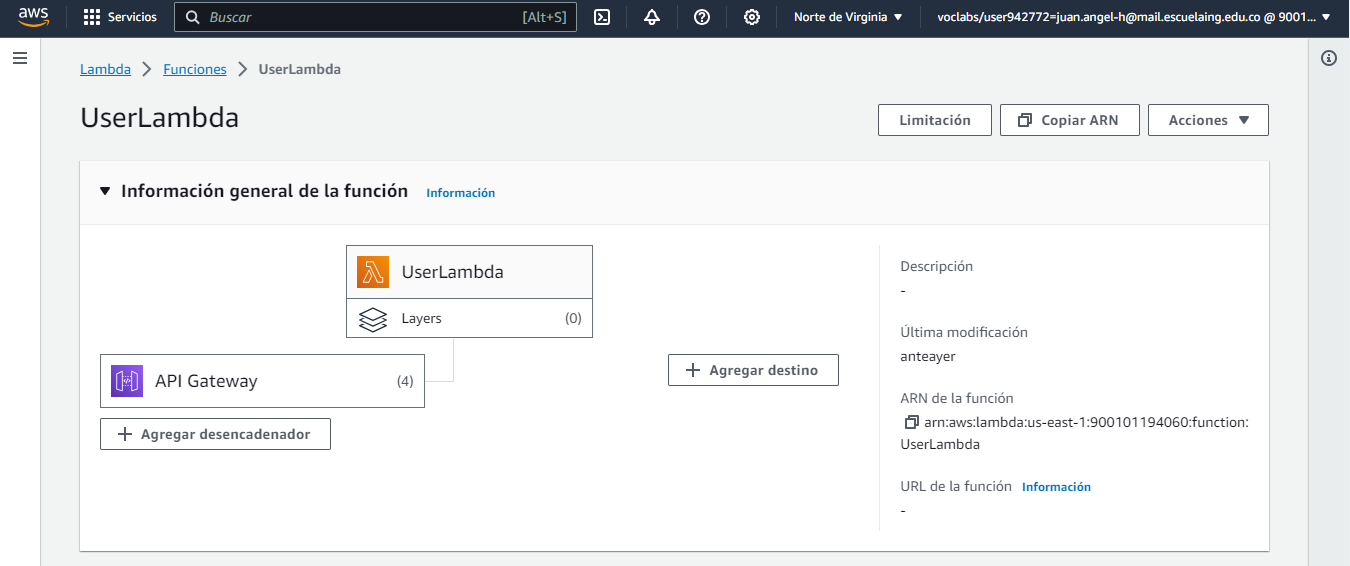 aws
Servicios
Buscar
[Alt+S]
Norte de Virginia
voclabs/user942772=juan.angel-h@mail.escuelaing.edu.co @ 9001...
Lambda
Funciones
UserLambda
UserLambda
Limitación
Copiar ARN
Acciones
Información general de la función
Información
UserLambda
Layers
(0)
API Gateway
(4)
Agregar desencadenador
Agregar destino
Descripción
-
Última modificación
anteayer
ARN de la función
arn:aws:lambda:us-east-1:900101194060:function:
UserLambda
URL de la función
Información
-